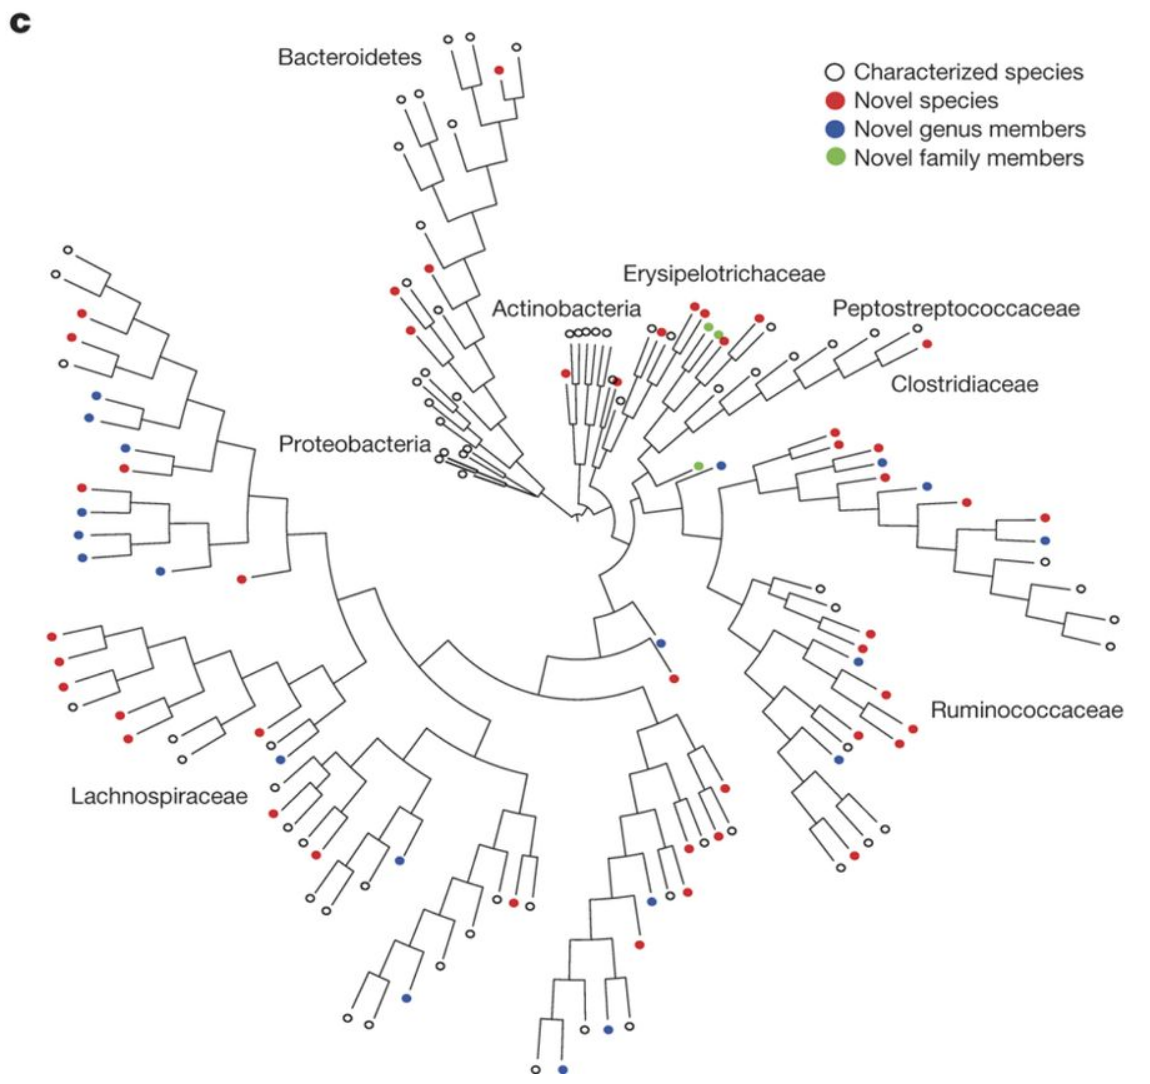 c
Bacteroidetes
Characterized species
Novel species
Novel genus members
Novel family members
Erysipelotrichaceae
Actinobacteria
Peptostreptococcaceae
Clostridiaceae
Proteobacteria
Ruminococcaceae
Lachnospiraceae